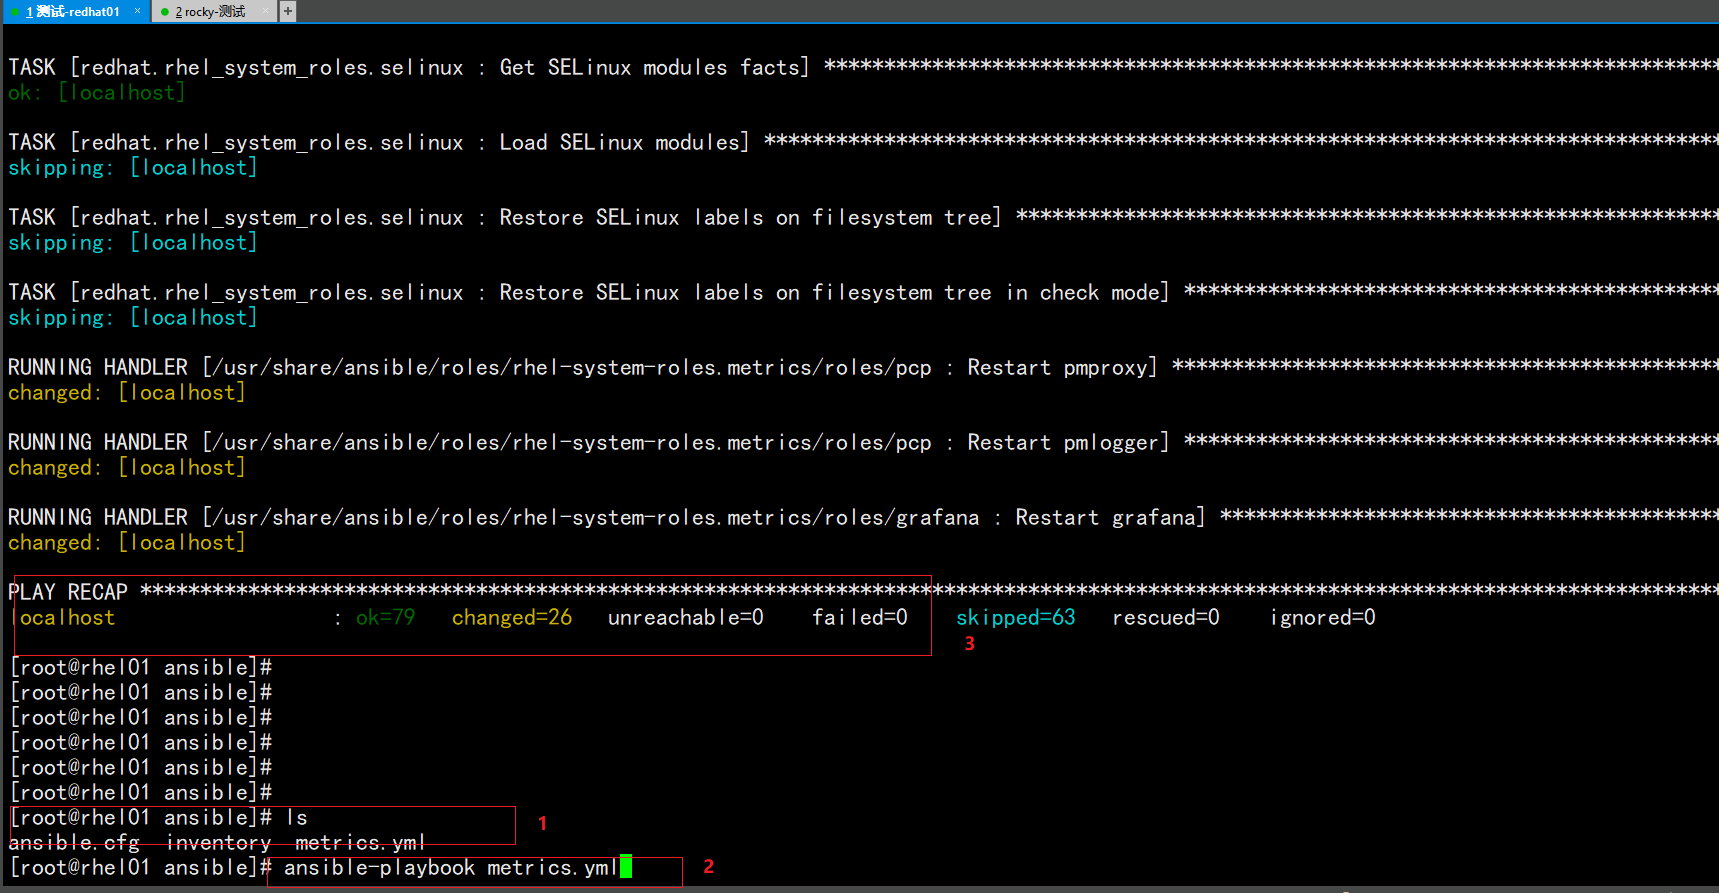 1 测试-redhat01 × 2 rocky-测试 × +
TASK [redhat.rhel_system_roles.selinux : Get SELinux modules facts] ***************************************************************************
ok: [localhost]
TASK [redhat.rhel_system_roles.selinux : Load SELinux modules] ********************************************************************************
skipping: [localhost]
TASK [redhat.rhel_system_roles.selinux : Restore SELinux labels on filesystem tree] ***********************************************************
skipping: [localhost]
TASK [redhat.rhel_system_roles.selinux : Restore SELinux labels on filesystem tree in check mode] *********************************************
skipping: [localhost]
RUNNING HANDLER [/usr/share/ansible/roles/rhel-system-roles.metrics/roles/pcp : Restart pmproxy] **********************************************
changed: [localhost]
RUNNING HANDLER [/usr/share/ansible/roles/rhel-system-roles.metrics/roles/pcp : Restart pmlogger] *********************************************
changed: [localhost]
RUNNING HANDLER [/usr/share/ansible/roles/rhel-system-roles.metrics/roles/grafana : Restart grafana] ******************************************
changed: [localhost]
PLAY RECAP ************************************************************************************************************************************
localhost : ok=79 changed=26 unreachable=0 failed=0 skipped=63 rescued=0 ignored=0
3
[root@rhel01 ansible]#
[root@rhel01 ansible]#
[root@rhel01 ansible]#
[root@rhel01 ansible]#
[root@rhel01 ansible]#
[root@rhel01 ansible]#
[root@rhel01 ansible]# ls
1
ansible.cfg inventory metrics.yml
[root@rhel01 ansible]# ansible-playbook metrics.yml
2